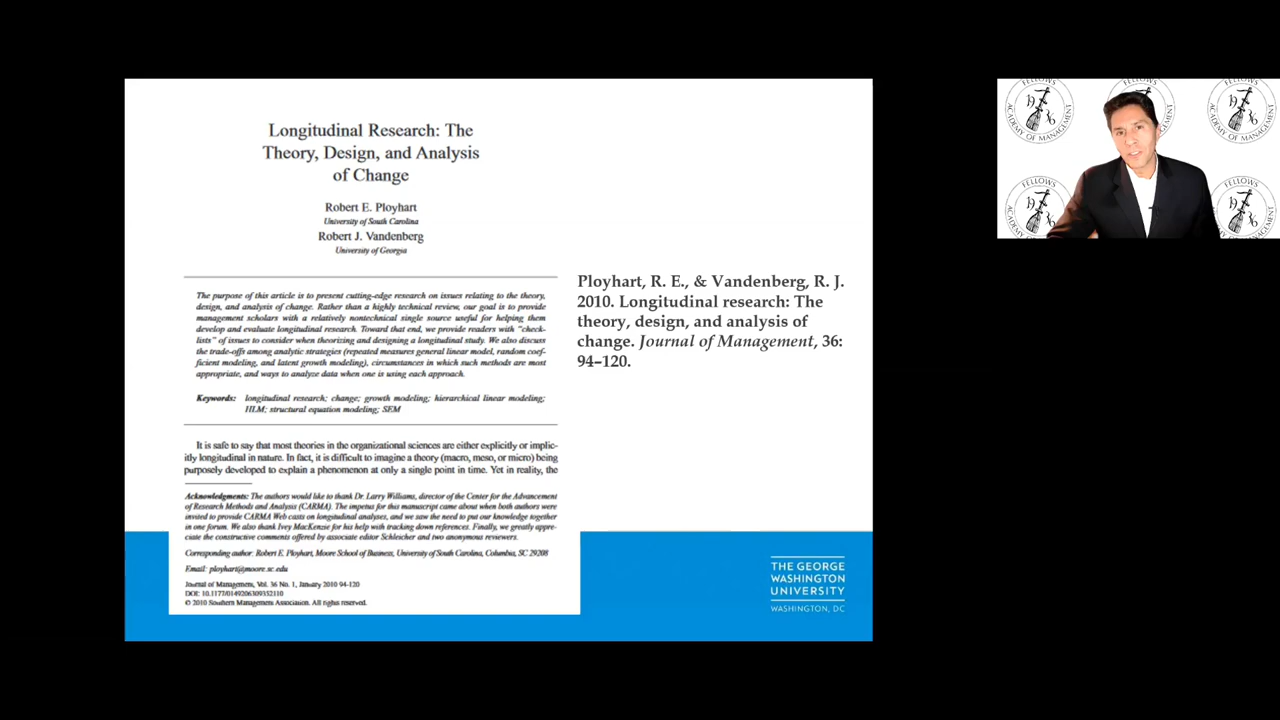 Longitudinal Research: The
Theory, Design, and Analysis
of Change
Robert E. Ployhart
University of South Carolina
Robert J. Vandenberg
University of Georgia
The purpose of this article is to present cutting-edge research on issues relating to the theory,
design, and analysis of change. Rather than a highly technical review, our goal is to provide
management scholars with a relatively nontechnical single source useful for helping them
develop and evaluate longitudinal research. Toward that end, we provide readers with “check-
lists” of issues to consider when theorizing and designing a longitudinal study. We also discuss
the trade-offs among analytic strategies (repeated measures general linear model, random coef-
ficient modeling, and latent growth modeling), circumstances in which such methods are most
appropriate, and ways to analyze data when one is using each approach.
Keywords: longitudinal research; change; growth modeling; hierarchical linear modeling;
HLM; structural equation modeling; SEM
It is safe to say that most theories in the organizational sciences are either explicitly or implic-
itly longitudinal in nature. In fact, it is difficult to imagine a theory (macro, meso, or micro) being
purposely developed to explain a phenomenon at only a single point in time. Yet in reality, the
Acknowledgments: The authors would like to thank Dr. Larry Williams, director of the Center for the Advancement
of Research Methods and Analysis (CARMA). The impetus for this manuscript came about when both authors were
invited to provide CARMA Web casts on longitudinal analyses, and we saw the need to put our knowledge together
in one forum. We also thank Ivey MacKenzie for his help with tracking down references. Finally, we greatly appre-
ciate the constructive comments offered by associate editor Schleicher and two anonymous reviewers.
Corresponding author: Robert E. Ployhart, Moore School of Business, University of South Carolina, Columbia, SC 29208
Email: ployhart@moore.sc.edu
Journal of Management, Vol. 36 No. 1, January 2010 94-120
DOI: 10.1177/0149206309352110
© 2010 Southern Management Association. All rights reserved.
Ployhart, R. E., & Vandenberg, R. J.
2010. Longitudinal research: The
theory, design, and analysis of
change. Journal of Management, 36:
94–120.
THE GEORGE
WASHINGTON
UNIVERSITY
WASHINGTON, DC
FELLOWS
1936
ACADEMY OF MANAGEMENT